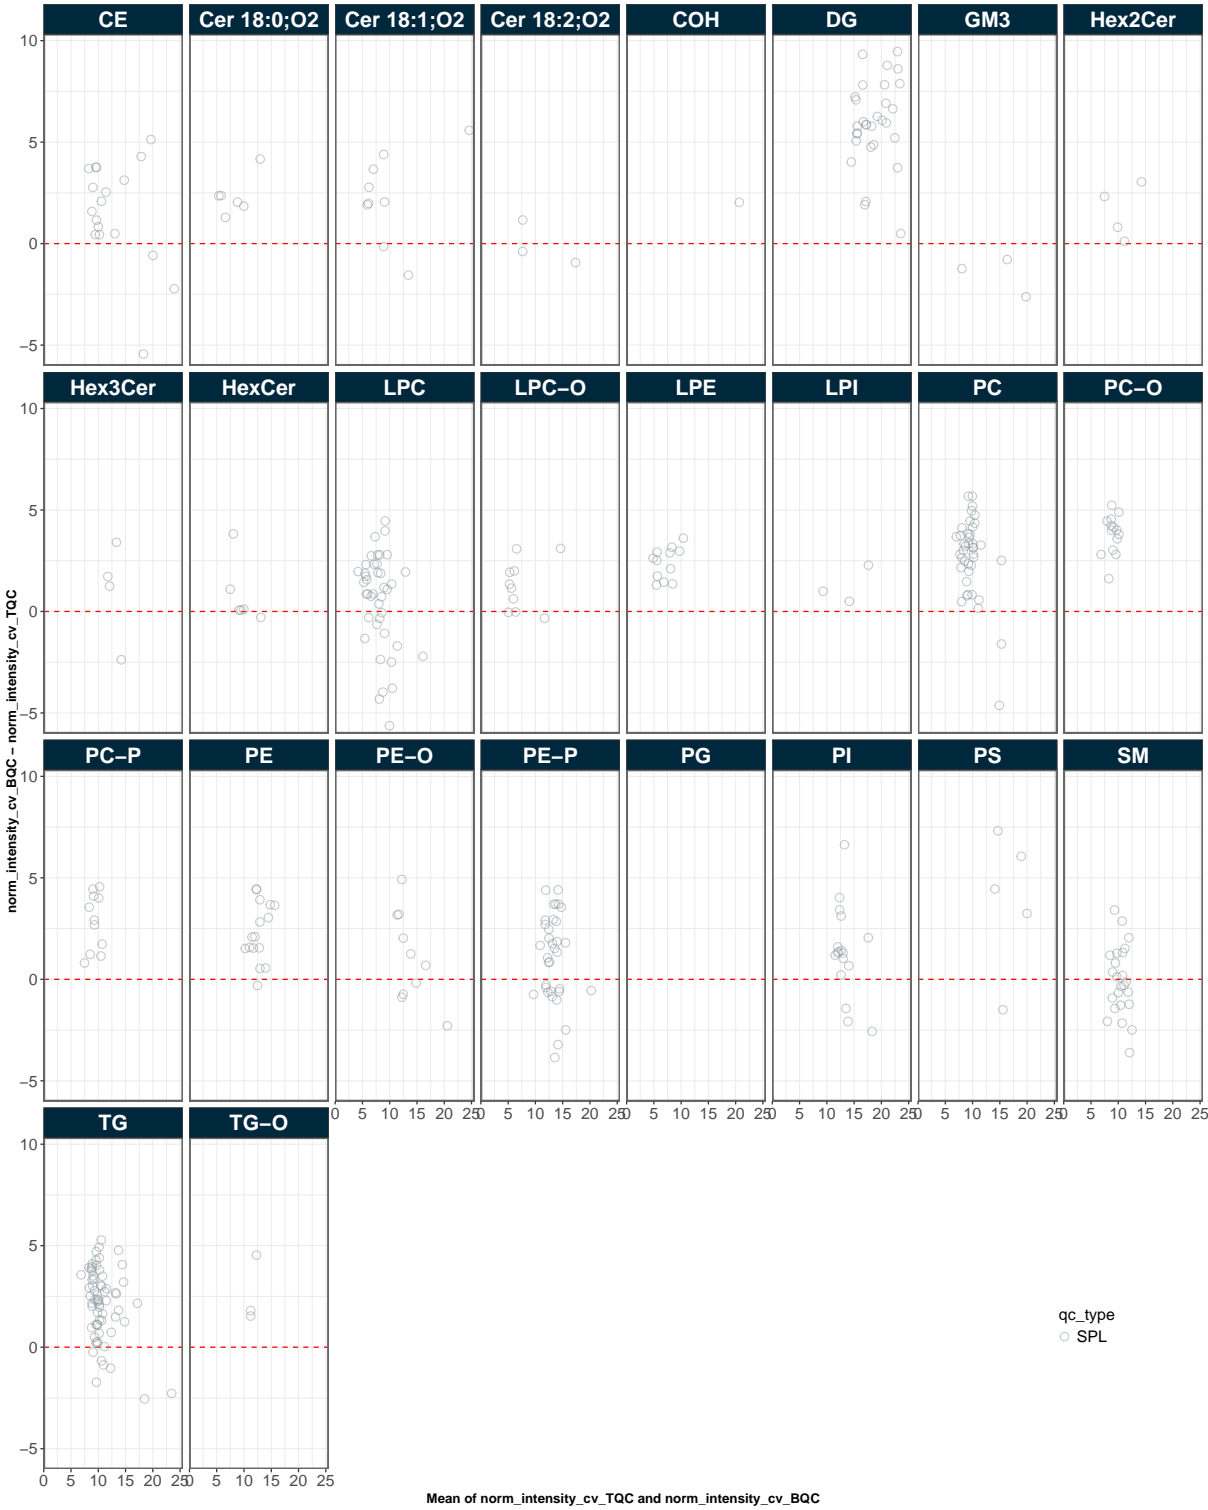 CE Cer 18:0;O2 Cer 18:1;O2 Cer 18:2;O2 COH DG GM3 Hex2Cer
10
5
0
−5
Hex3Cer HexCer LPC LPC−O LPE LPI PC PC−O
10
5
0
−5
norm_intensity_cv_BQC − norm_intensity_cv_TQC
PC−P PE PE−O PE−P PG PI PS SM
10
5
0
−5
0 5 10 15 20 25 0 5 10 15 20 25 0 5 10 15 20 25 0 5 10 15 20 25 0 5 10 15 20 25 0 5 10 15 20 25
TG TG−O
10
5
0
−5
0 5 10 15 20 25 0 5 10 15 20 25
qc_type
SPL
Mean of norm_intensity_cv_TQC and norm_intensity_cv_BQC